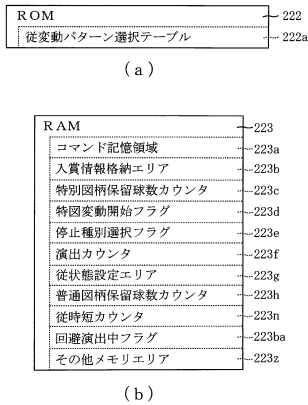 ROM 222
従変動パターン選択テーブル 222a
(a)
RAM 223
コマンド記憶領域 223a
入賞情報格納エリア 223b
特別図柄保留球数カウンタ 223c
特図変動開始フラグ 223d
停止種別選択フラグ 223e
演出カウンタ 223f
従状態設定エリア 223g
普通図柄保留球数カウンタ 223h
従時短カウンタ 223n
回避演出中フラグ 223ba
その他メモリエリア 223z
(b)